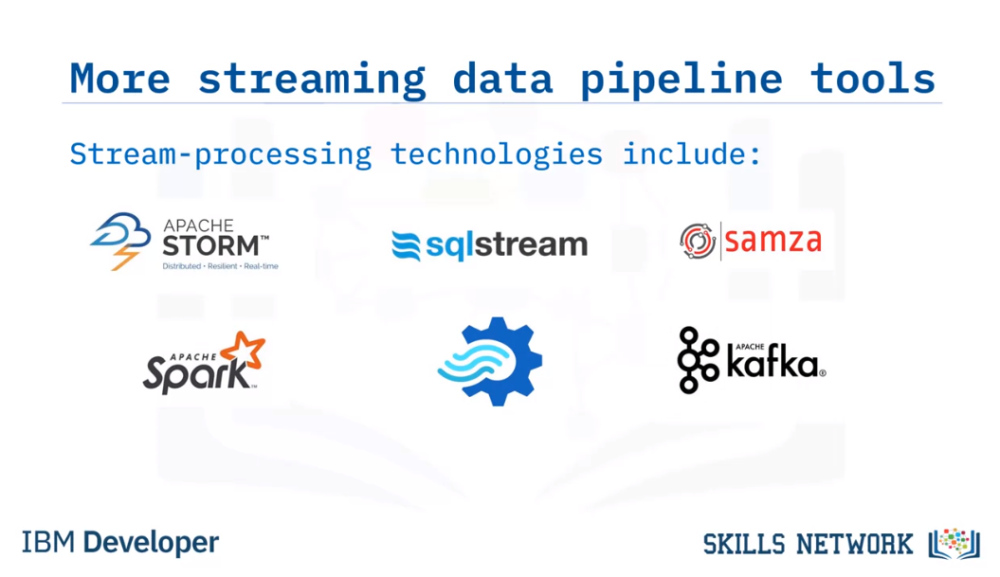 More streaming data pipeline tools
Stream-processing technologies include:
APACHE
STORM™
Distributed • Resilient • Real-time
sqlstream
samza
APACHE
Spark™
APACHE
kafka®
IBM Developer
SKILLS NETWORK